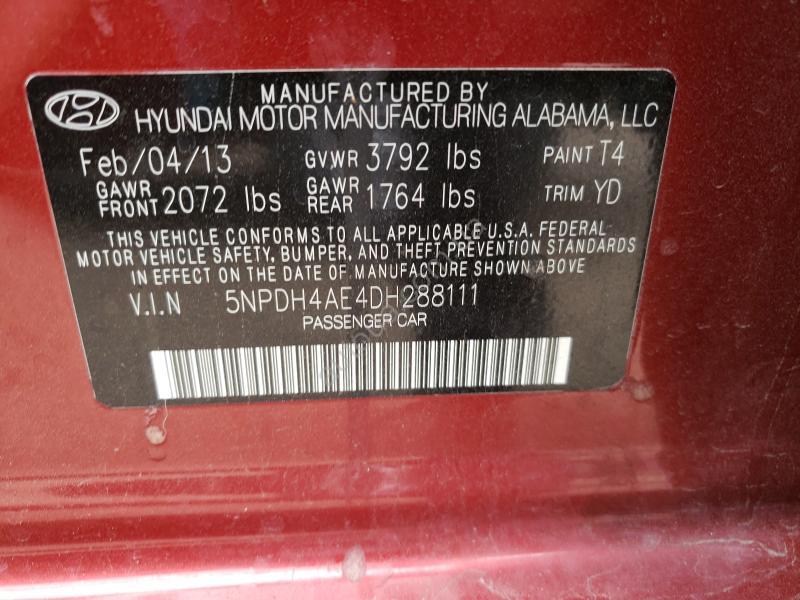 MANUFACTURED BY
HYUNDAI MOTOR MANUFACTURING ALABAMA, LLC
Feb/04/13 GVWR 3792 lbs PAINT T4
GAWR FRONT 2072 lbs GAWR REAR 1764 lbs TRIM YD
THIS VEHICLE CONFORMS TO ALL APPLICABLE U.S.A. FEDERAL
MOTOR VEHICLE SAFETY, BUMPER, AND THEFT PREVENTION STANDARDS
IN EFFECT ON THE DATE OF MANUFACTURE SHOWN ABOVE
V.I.N 5NPDH4AE4DH288111
PASSENGER CAR